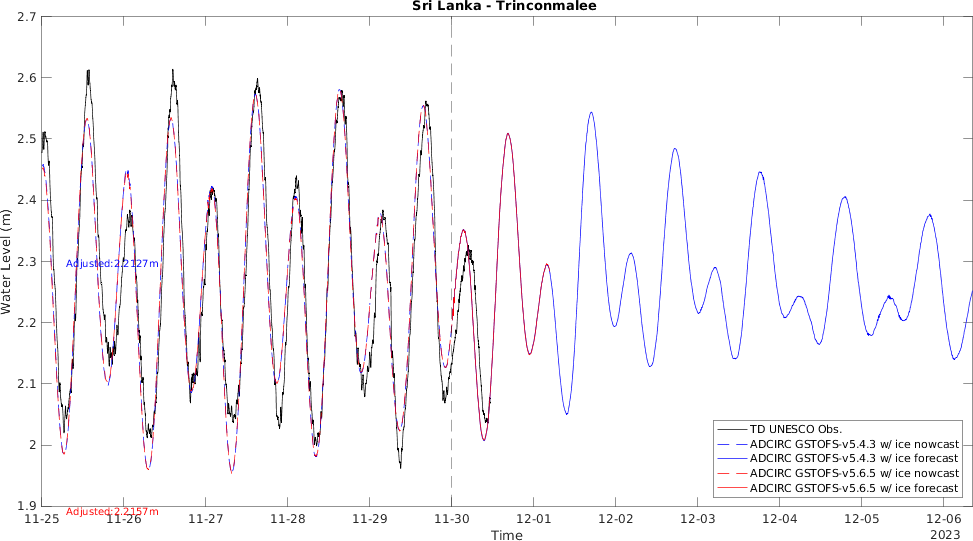 Sri Lanka - Trinconmalee
2.7
2.6
2.5
2.4
2.3
2.2
2.1
2
1.9
Water Level (m)
Adjusted:2.2127m
Adjusted:2.2157m
TD UNESCO Obs.
ADCIRC GSTOFS-v5.4.3 w/ ice nowcast
ADCIRC GSTOFS-v5.4.3 w/ ice forecast
ADCIRC GSTOFS-v5.6.5 w/ ice nowcast
ADCIRC GSTOFS-v5.6.5 w/ ice forecast
11-25 11-26 11-27 11-28 11-29 11-30 12-01 12-02 12-03 12-04 12-05 12-06
Time
2023